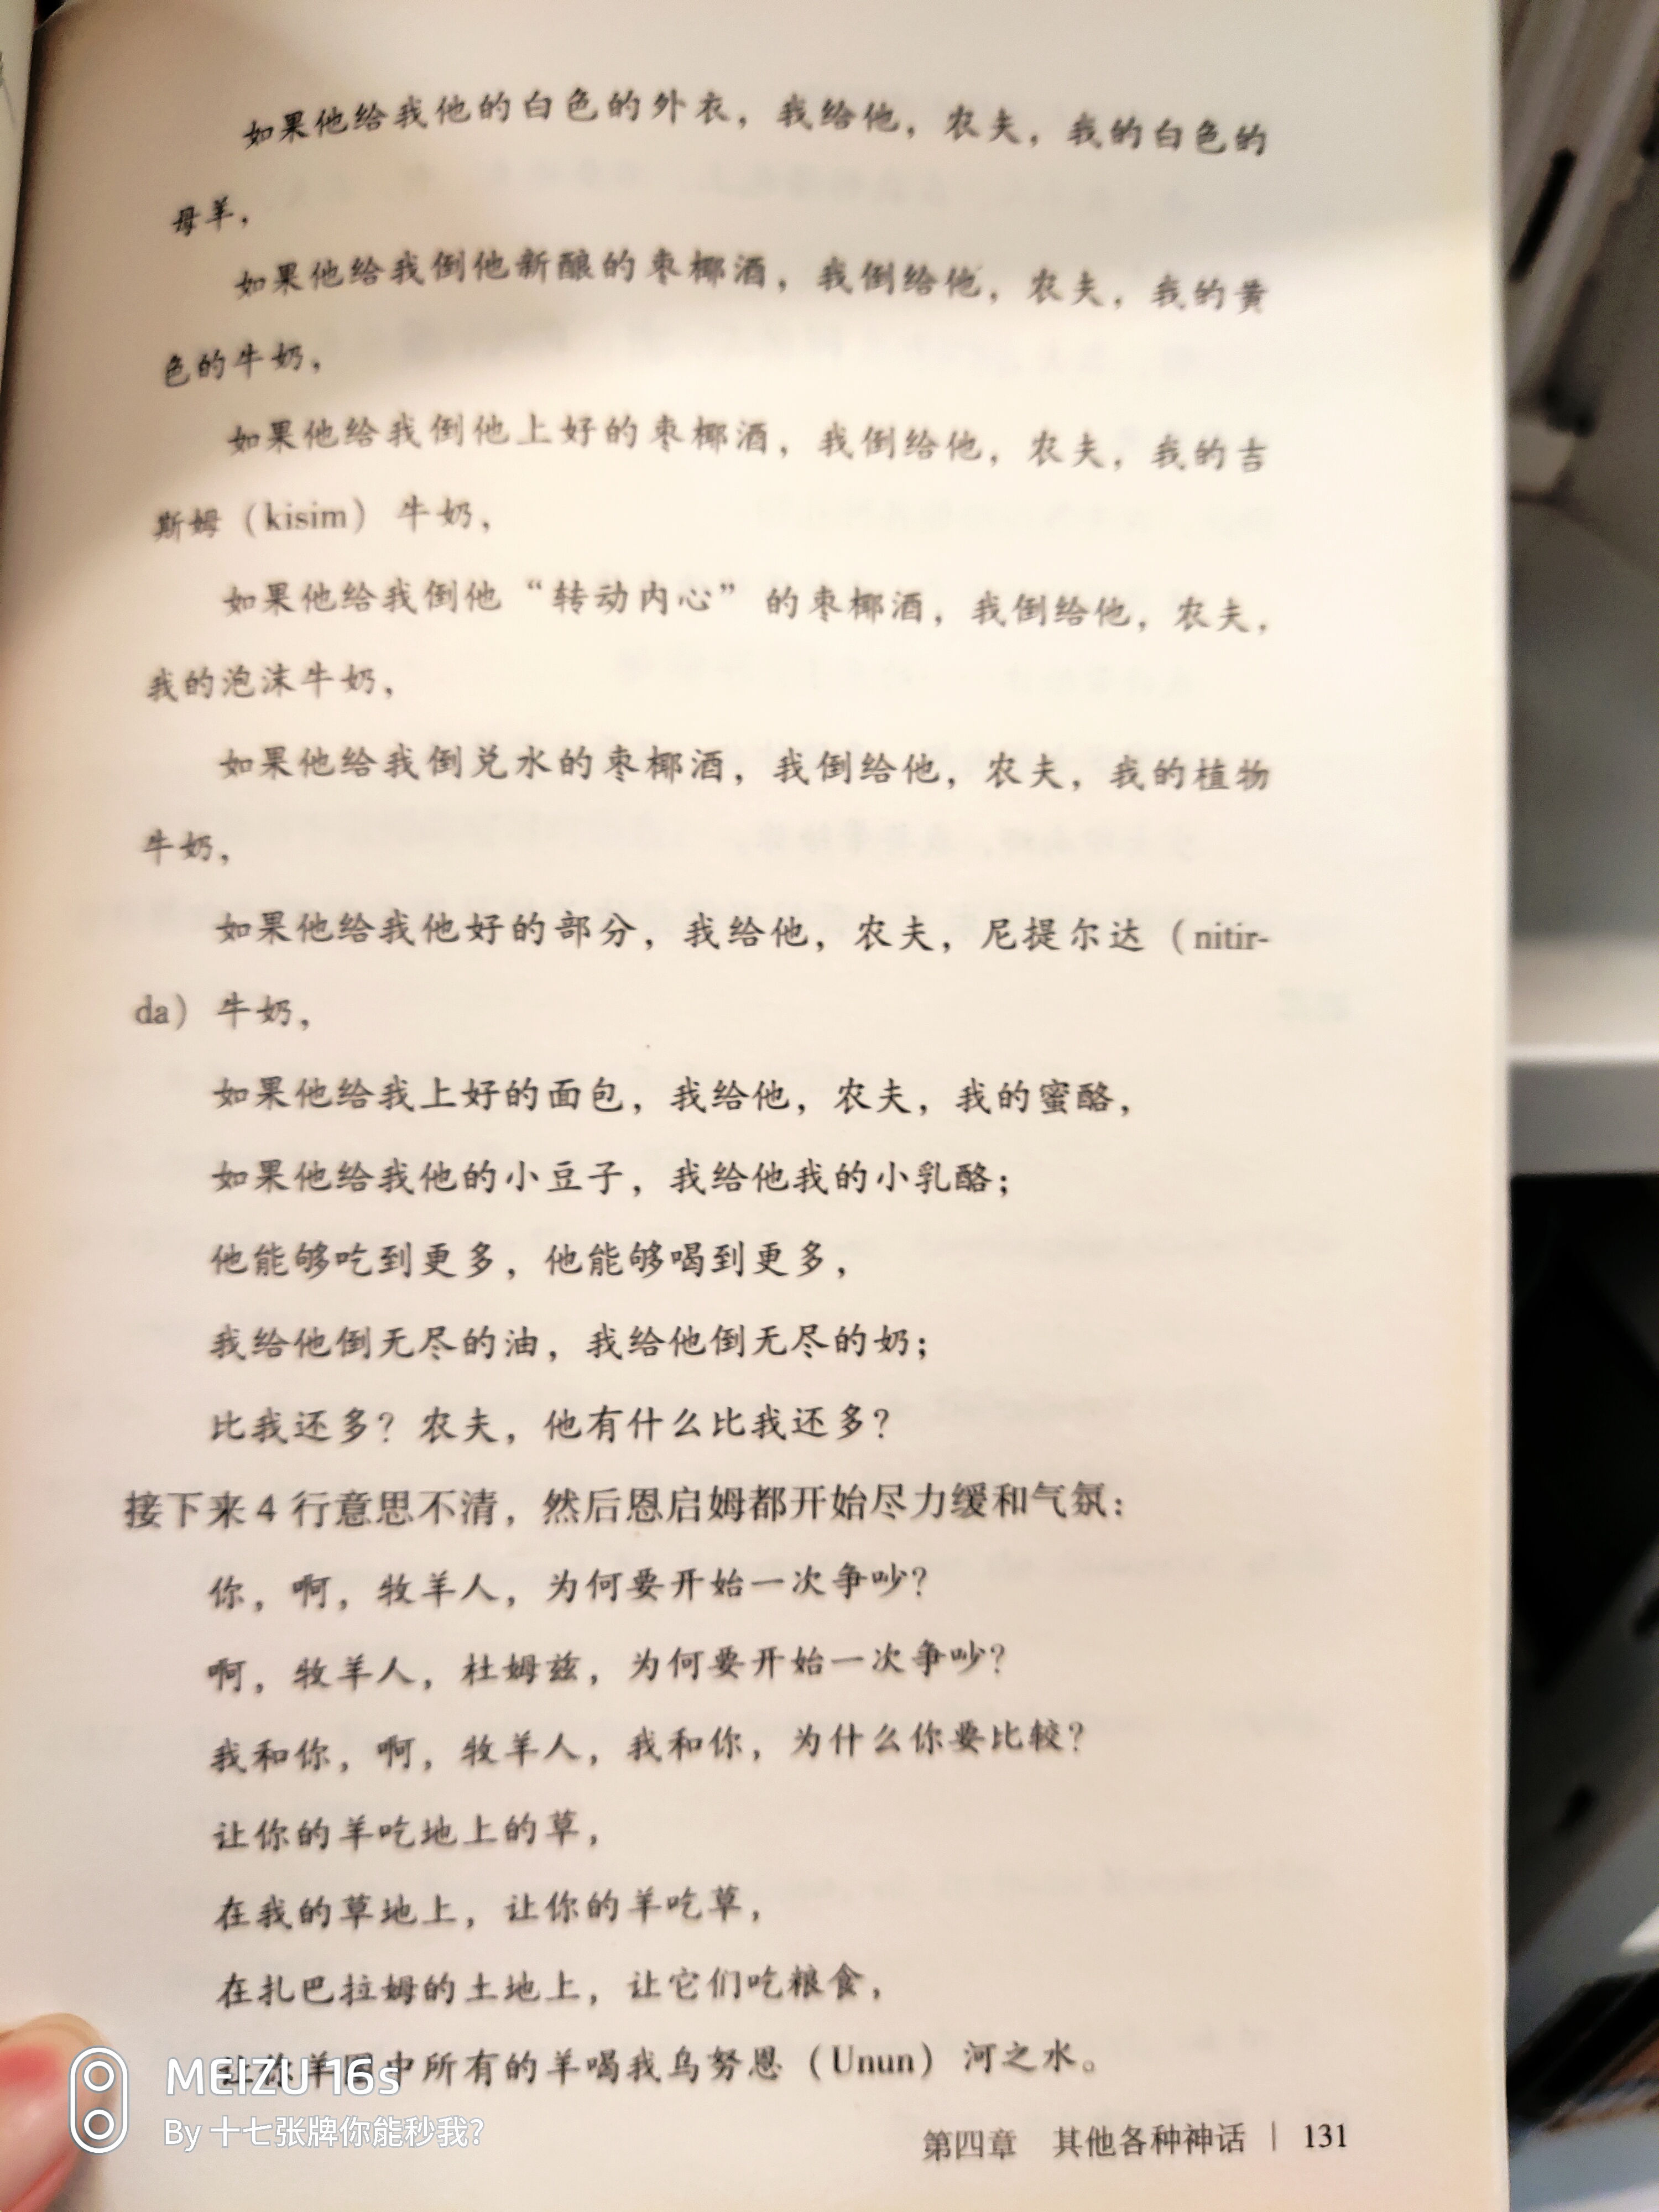 如果他给我他的白色的外衣，我给他，农夫，我的白色的
母羊，
如果他给我倒他新酿的枣椰酒，我倒给他，农夫，我的黄
色的牛奶，
如果他给我倒他上好的枣椰酒，我倒给他，农夫，我的吉
斯姆（kisim）牛奶，
如果他给我倒他“转动内心”的枣椰酒，我倒给他，农夫，
我的泡沫牛奶，
如果他给我倒兑水的枣椰酒，我倒给他，农夫，我的植物
牛奶，
如果他给我他好的部分，我给他，农夫，尼提尔达（nitir-
da）牛奶，
如果他给我上好的面包，我给他，农夫，我的蜜酪，
如果他给我他的小豆子，我给他我的小乳酪；
他能够吃到更多，他能够喝到更多，
我给他倒无尽的油，我给他倒无尽的奶；
比我还多？农夫，他有什么比我还多？
接下来4行意思不清，然后恩启姆都开始尽力缓和气氛：
你，啊，牧羊人，为何要开始一次争吵？
啊，牧羊人，杜姆兹，为何要开始一次争吵？
我和你，啊，牧羊人，我和你，为什么你要比较？
让你的羊吃地上的草，
在我的草地上，让你的羊吃草，
在扎巴拉姆的土地上，让它们吃粮食，
让你羊圈中所有的羊喝我乌努恩（Unun）河之水。
MEIZU 16s
By 十七张牌你能秒我?
第四章 其他各种神话 | 131